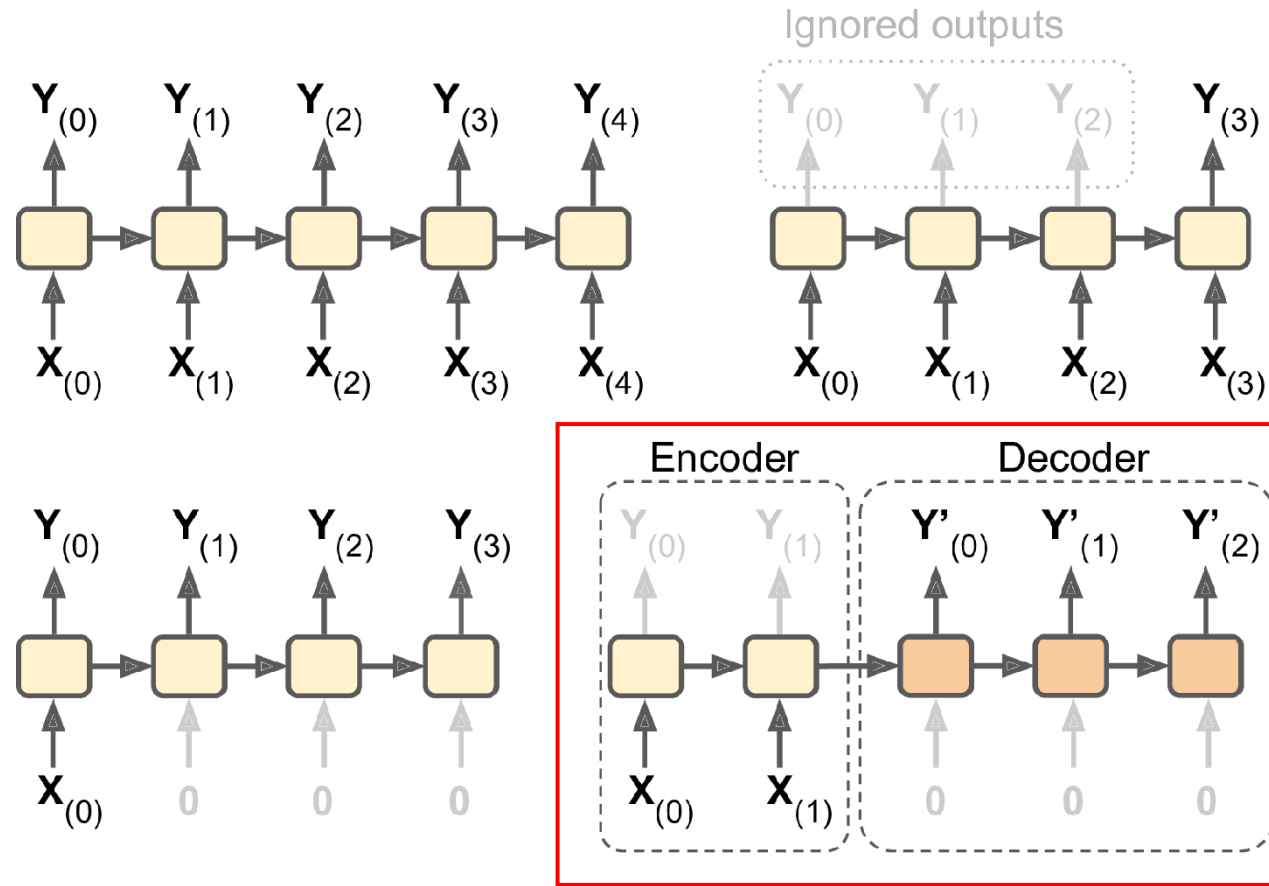 Ignored outputs
Y(0) Y(1) Y(2) Y(3) Y(4) Y(0) Y(1) Y(2) Y(3)
X(0) X(1) X(2) X(3) X(4) X(0) X(1) X(2) X(3)
Encoder Decoder
Y(0) Y(1) Y(2) Y(3) Y(0) Y(1) Y'(0) Y'(1) Y'(2)
X(0) 0 0 0 X(0) X(1) 0 0 0